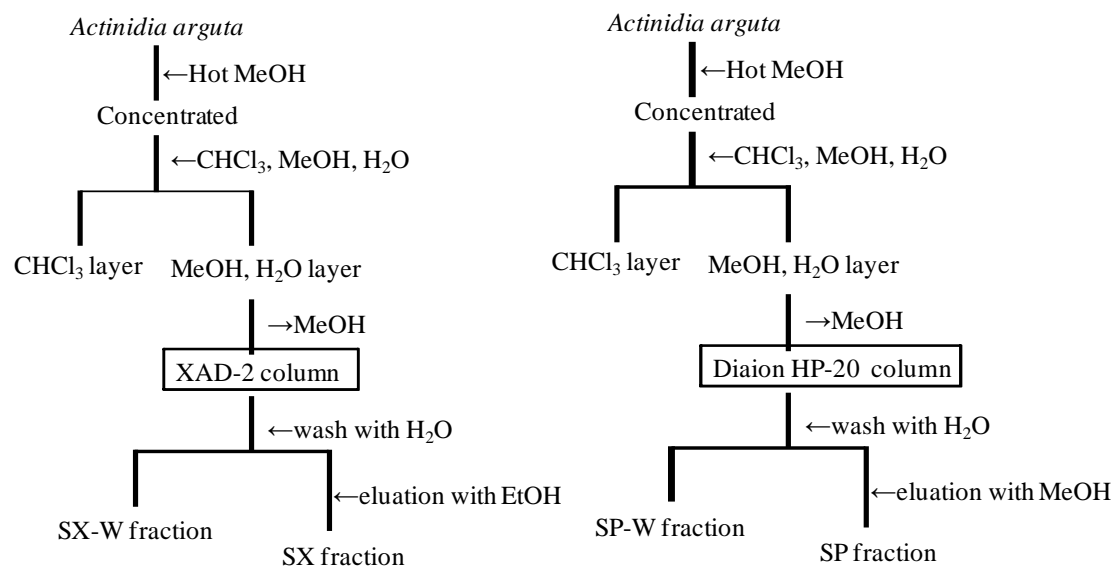 Actinidia arguta
←Hot MeOH
Concentrated
←CHCl₃, MeOH, H₂O
CHCl₃ layer
MeOH, H₂O layer
→MeOH
XAD-2 column
←wash with H₂O
←eluation with EtOH
SX-W fraction
SX fraction
Actinidia arguta
←Hot MeOH
Concentrated
←CHCl₃, MeOH, H₂O
CHCl₃ layer
MeOH, H₂O layer
→MeOH
Diaion HP-20 column
←wash with H₂O
←eluation with MeOH
SP-W fraction
SP fraction